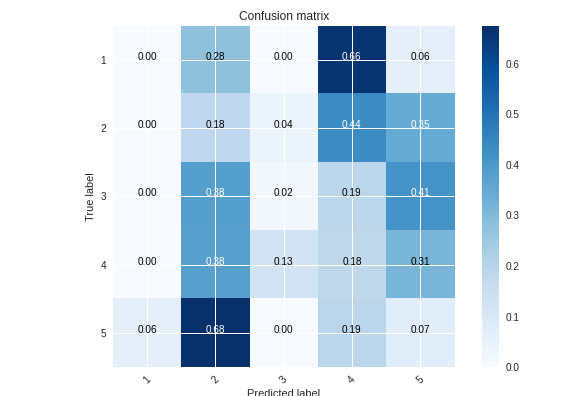 Confusion matrix
1 0.00 0.28 0.00 0.66 0.06
2 0.00 0.18 0.04 0.44 0.35
3 0.00 0.38 0.02 0.19 0.41
4 0.00 0.38 0.13 0.18 0.31
5 0.06 0.68 0.00 0.19 0.07
1 2 3 4 5
True label
Predicted label
0.6
0.5
0.4
0.3
0.2
0.1
0.0